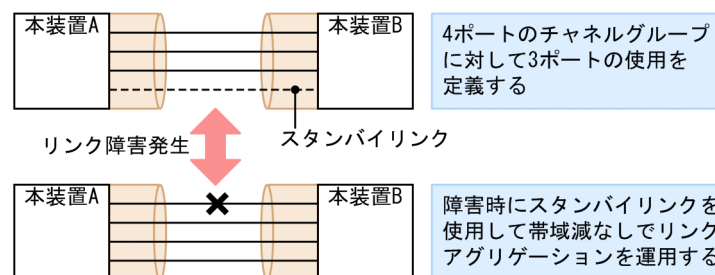 本装置A
本装置B
4ポートのチャネルグループ
に対して3ポートの使用を
定義する
リンク障害発生
スタンバイリンク
本装置A
本装置B
障害時にスタンバイリンクを
使用して帯域減なしでリンク
アグリゲーションを運用する